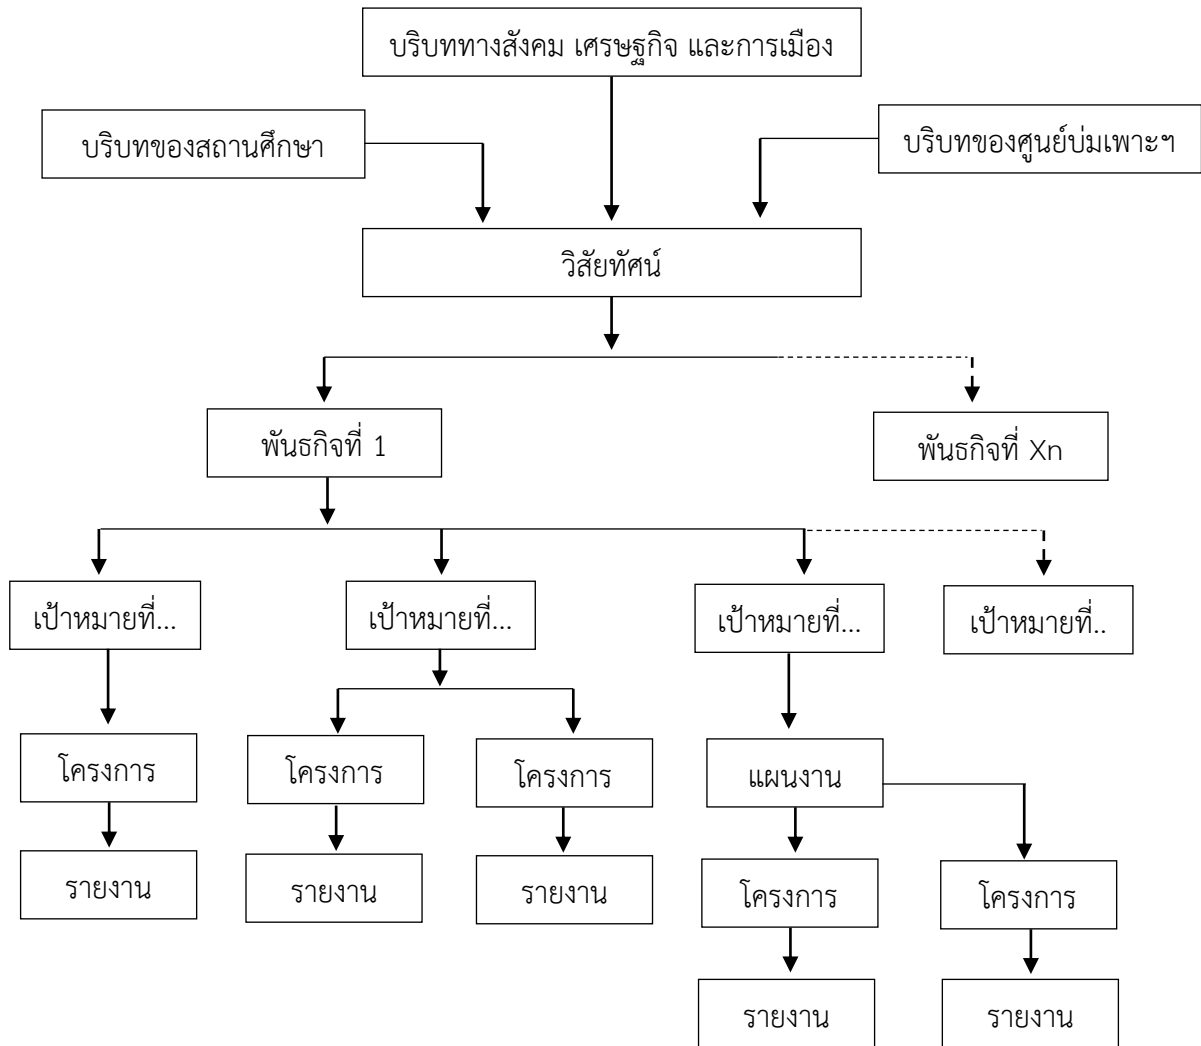 บริบททางสังคม เศรษฐกิจ และการเมือง
บริบทของสถานศึกษา
บริบทของศูนย์บ่มเพาะฯ
วิสัยทัศน์
พันธกิจที่ 1
พันธกิจที่ Xn
เป้าหมายที่...
เป้าหมายที่...
เป้าหมายที่...
เป้าหมายที่..
โครงการ
โครงการ
โครงการ
แผนงาน
รายงาน
รายงาน
รายงาน
โครงการ
โครงการ
รายงาน
รายงาน